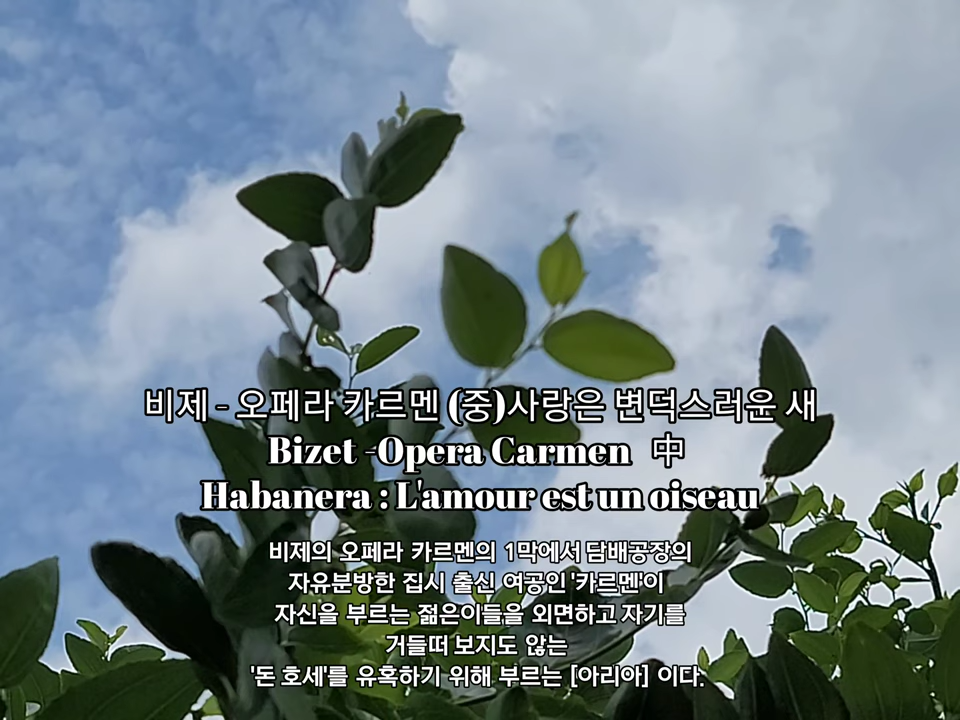 비제 - 오페라 카르멘 (중)사랑은 변덕스러운 새
Bizet -Opera Carmen 中
Habanera : L'amour est un oiseau
비제의 오페라 카르멘의 1막에서 담배공장의
자유분방한 집시 출신 여공인 '카르멘'이
자신을 부르는 젊은이들을 외면하고 자기를
거들떠 보지도 않는
'돈 호세'를 유혹하기 위해 부르는 [아리아] 이다.